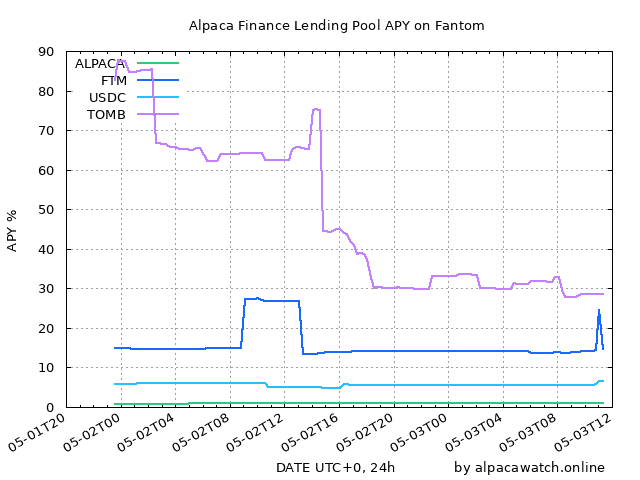 Alpaca Finance Lending Pool APY on Fantom
90
80
70
60
50
40
30
20
10
0
APY %
ALPACA
FTM
USDC
TOMB
05-01T20
05-02T00
05-02T04
05-02T08
05-02T12
05-02T16
05-02T20
05-03T00
05-03T04
05-03T08
05-03T12
DATE UTC+0, 24h
by alpacawatch.online